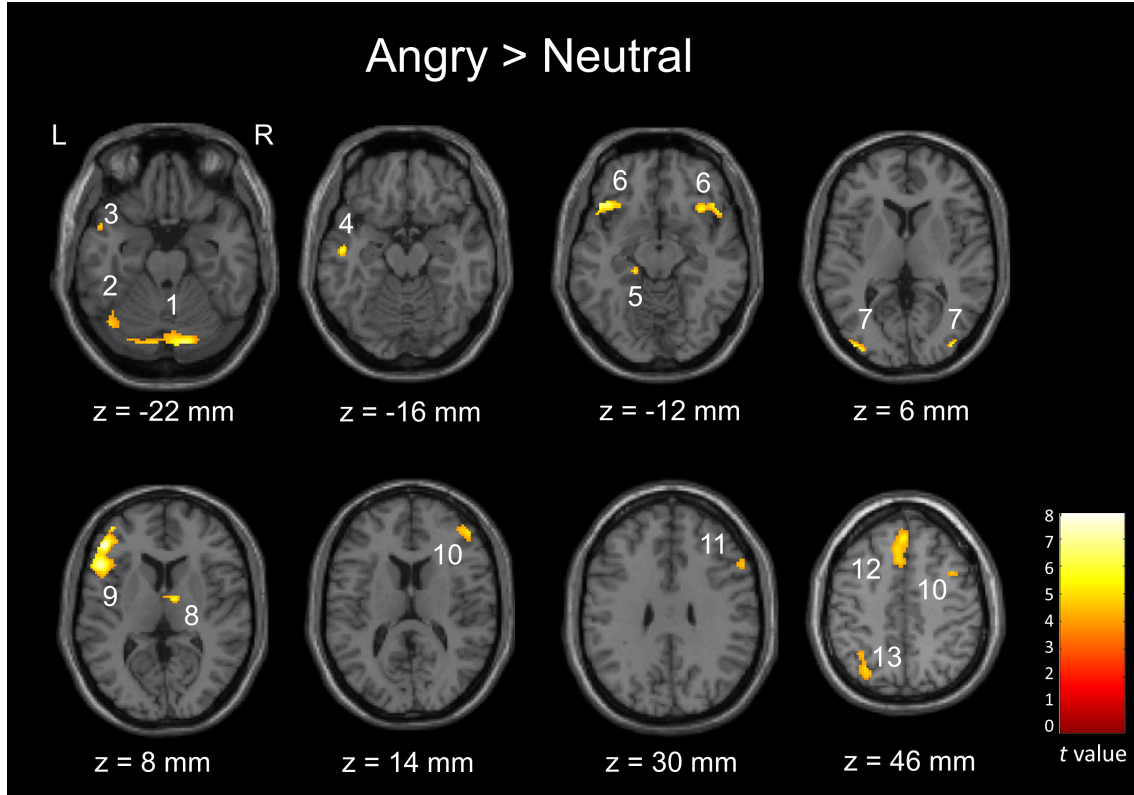 Angry > Neutral
L R
3
2
1
z = -22 mm
4
z = -16 mm
6 6
5
z = -12 mm
7 7
z = 6 mm
9 8
z = 8 mm
10
z = 14 mm
11
z = 30 mm
12 10
13
z = 46 mm
8
7
6
5
4
3
2
1
0
t value